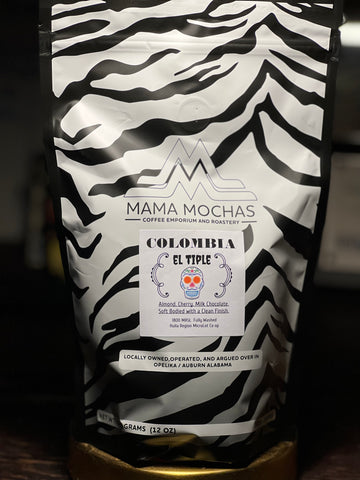 MAMA MOCHAS
COFFEE EMPORIUM AND ROASTERY
COLOMBIA
EL TIPLE
Almond, Cherry, Milk Chocolate.
Soft Bodied with a Clean Finish.
1800 MASL Fully Washed
Huila Region MicroLot Co op
LOCALLY OWNED,OPERATED, AND ARGUED OVER IN
OPELIKA / AUBURN ALABAMA
GRAMS (12 OZ)